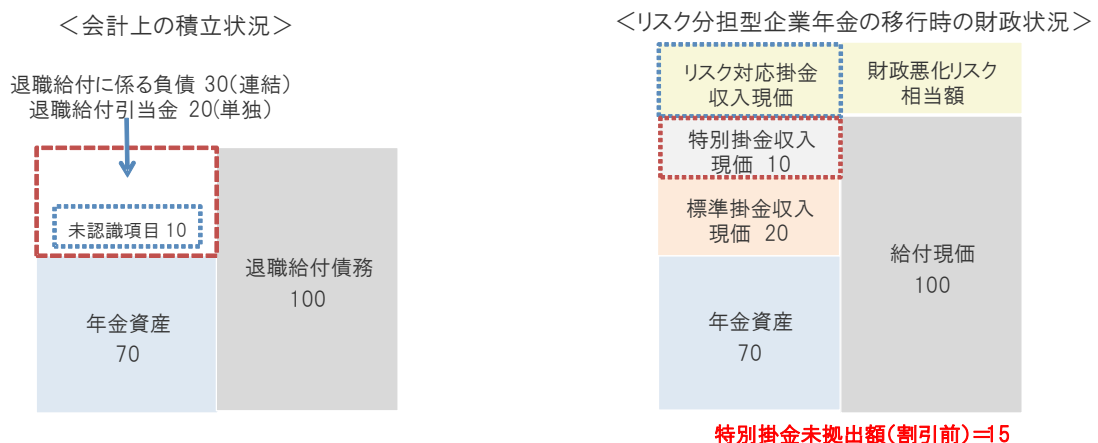 ＜会計上の積立状況＞
退職給付に係る負債 30(連結)
退職給付引当金 20(単独)
未認識項目 10
年金資産
70
退職給付債務
100
＜リスク分担型企業年金の移行時の財政状況＞
リスク対応掛金
収入現価
財政悪化リスク
相当額
特別掛金収入
現価 10
標準掛金収入
現価 20
年金資産
70
給付現価
100
特別掛金未拠出額(割引前)=15